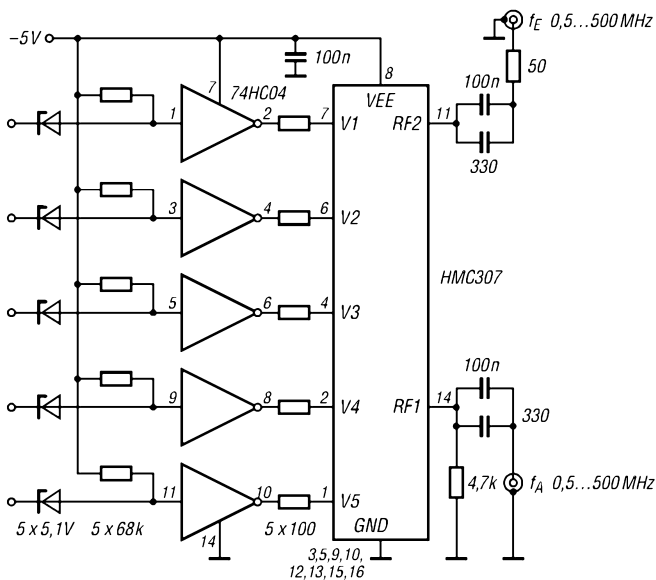 fE 0,5...500 MHz
–5V
100n
50
8
7
74HC04
100n
VEE
11
1
2
7
V1
RF2
330
3
4
6
V2
HMC307
5
6
4
V3
100n
14
9
8
2
V4
RF1
330
4,7k
fA 0,5...500 MHz
11
10
1
V5
5 x 5,1V
5 x 68k
14
5 x 100
GND
3,5,9,10,
12,13,15,16